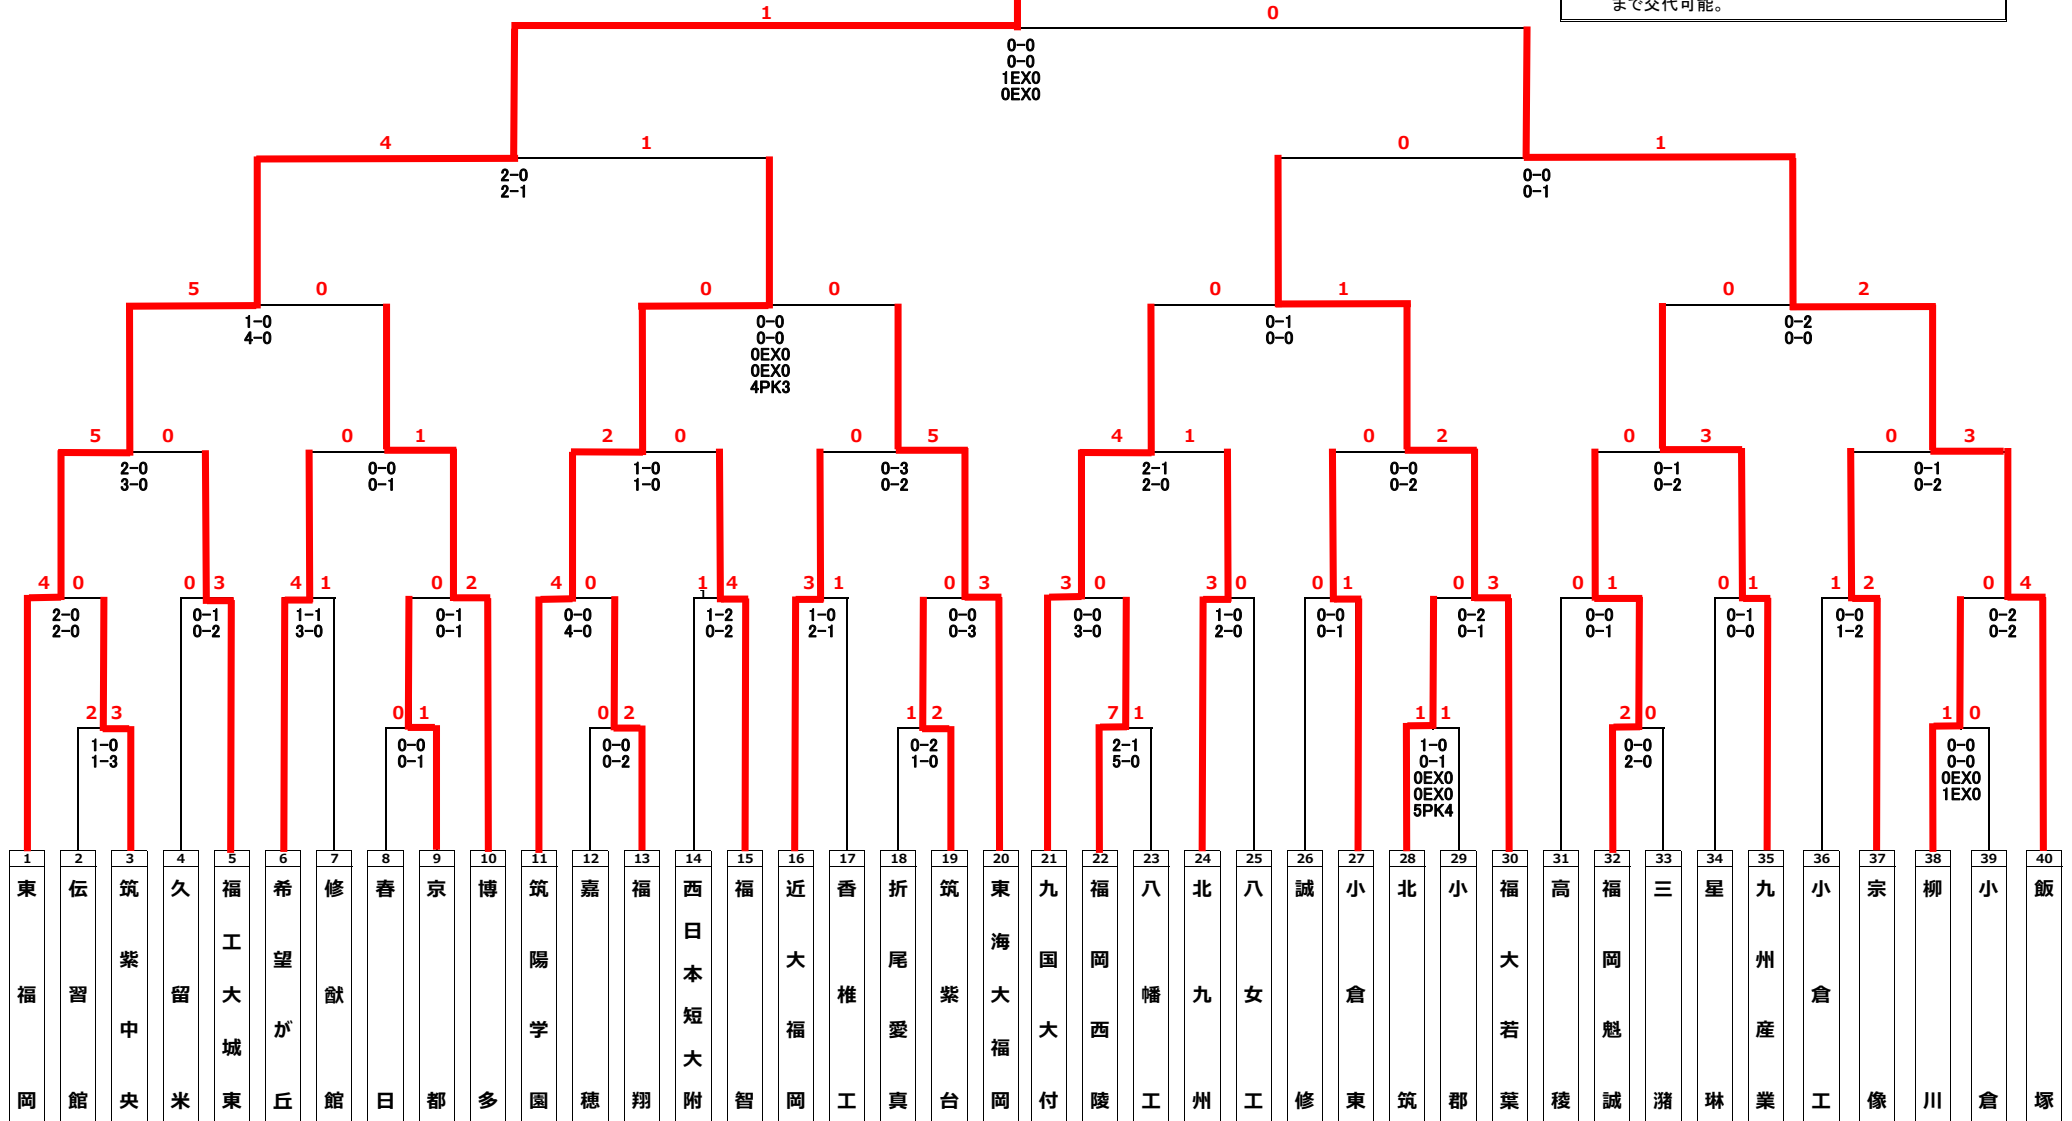 まで交代可能。
1 0
0-0
0-0
1EX0
0EX0
4 1 0 1
2-0
2-1
0-0
0-1
5 0 0 0 0 1 0 2
1-0
4-0
0-0
0-0
0EX0
0EX0
4PK3
0-1
0-0
0-2
0-0
5 0 0 1 2 0 0 5 4 1 0 2 0 3 0 3
2-0
3-0
0-0
0-1
1-0
1-0
0-3
0-2
2-1
2-0
0-0
0-2
0-1
0-2
0-1
0-2
4 0 0 3 4 1 0 2 4 0 1 4 3 1 0 3 3 0 3 0 0 1 0 3 0 1 0 1 1 2 0 4
2-0
2-0
0-1
0-2
1-1
3-0
0-1
0-1
0-0
4-0
1-2
0-2
1-0
2-1
0-0
0-3
0-0
3-0
1-0
2-0
0-0
0-1
0-2
0-1
0-0
0-1
0-1
0-0
0-0
1-2
0-2
0-2
2 3 0 1 0 2 1 2 7 1 1 1 2 0 1 0
1-0
1-3
0-0
0-1
0-0
0-2
0-2
1-0
2-1
5-0
1-0
0-1
0EX0
0EX0
5PK4
0-0
2-0
0-0
0-0
0EX0
1EX0
1 東福岡
2 伝習館
3 筑紫中央
4 久留米
5 福工大城東
6 希望が丘
7 修猷館
8 春日
9 京都
10 博多
11 筑陽学園
12 嘉穂
13 福翔
14 西日本短大附
15 福智
16 近大福岡
17 香椎工
18 折尾愛真
19 筑紫台
20 東海大福岡
21 九国大付
22 福岡西陵
23 八幡工
24 北九州
25 八女工
26 誠修
27 小倉東
28 北筑
29 小郡
30 福大若葉
31 高稜
32 福岡魁誠
33 三潴
34 星琳
35 九州産業
36 小倉工
37 宗像
38 柳川
39 小倉
40 飯塚